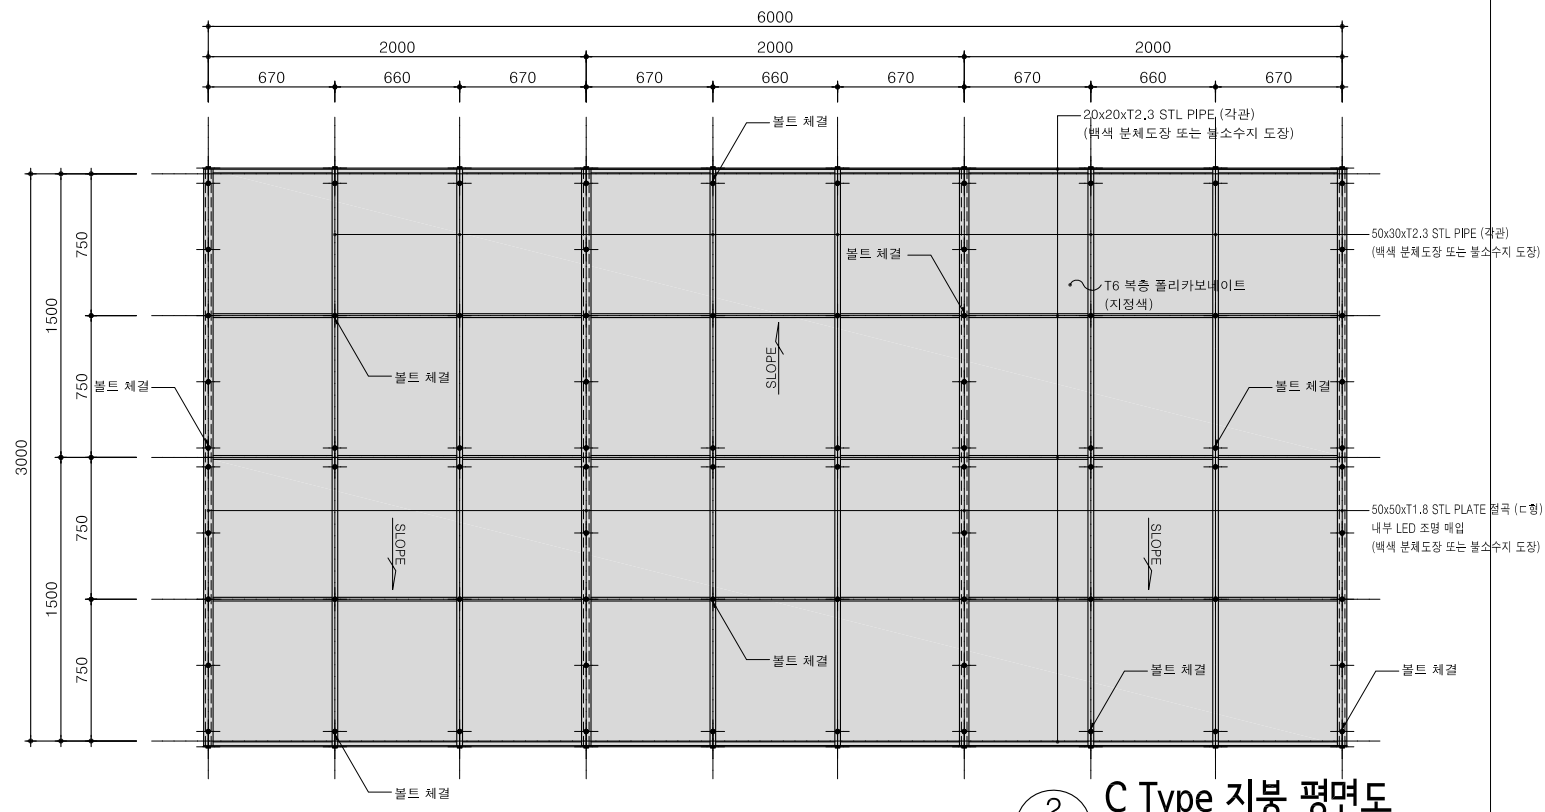 6000
2000
2000
2000
670
660
670
670
660
670
670
660
670
볼트 체결
20x20xT2.3 STL PIPE (각관)
(백색 분체도장 또는 불소수지 도장)
3000
1500
1500
750
750
750
750
50x30xT2.3 STL PIPE (각관)
(백색 분체도장 또는 불소수지 도장)
볼트 체결
T6 복층 폴리카보네이트
(지정색)
SLOPE
볼트 체결
볼트 체결
볼트 체결
50x50xT1.8 STL PLATE 절곡 (ㄷ형)
내부 LED 조명 매입
(백색 분체도장 또는 불소수지 도장)
SLOPE
SLOPE
볼트 체결
볼트 체결
볼트 체결
볼트 체결
2
C Type 지붕 평면도